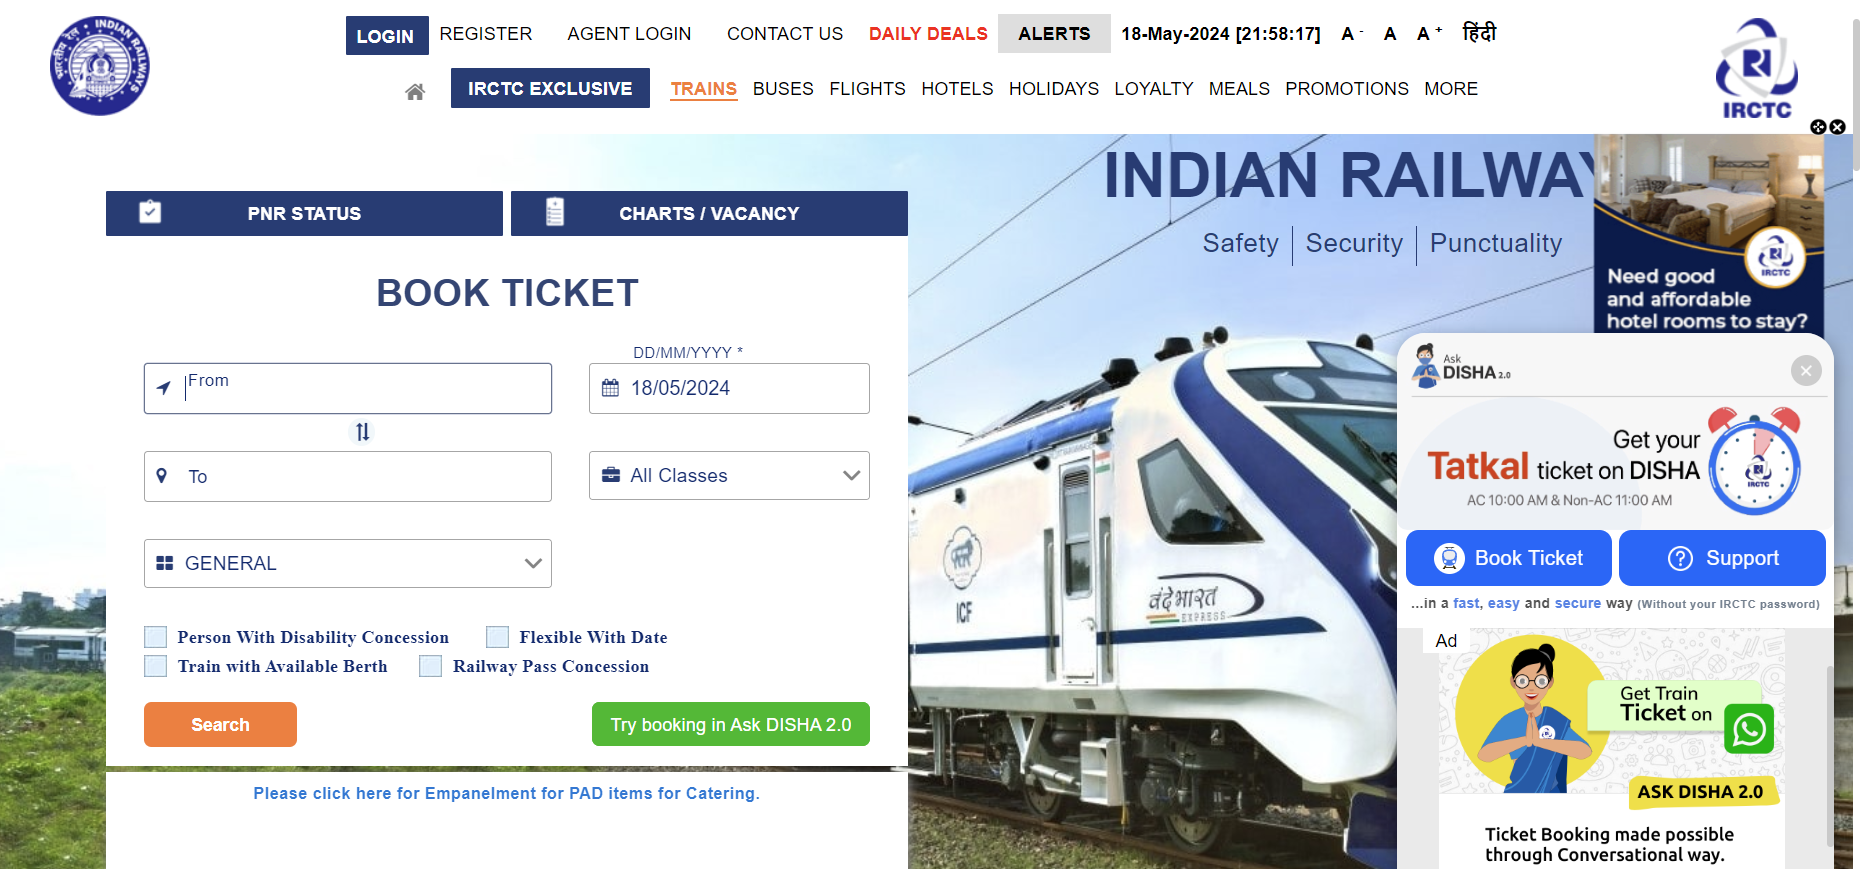 LOGIN REGISTER AGENT LOGIN CONTACT US DAILY DEALS ALERTS 18-May-2024 [21:58:17] A - A A + हिंदी
IRCTC EXCLUSIVE TRAINS BUSES FLIGHTS HOTELS HOLIDAYS LOYALTY MEALS PROMOTIONS MORE
INDIAN RAILWAYS
भारतीय रेल
IRCTC
PNR STATUS CHARTS / VACANCY
BOOK TICKET
DD/MM/YYYY *
From
18/05/2024
To
All Classes
GENERAL
Person With Disability Concession Flexible With Date
Train with Available Berth Railway Pass Concession
Search Try booking in Ask DISHA 2.0
Please click here for Empanelment for PAD items for Catering.
INDIAN RAILWAY
Safety | Security | Punctuality
ICF
वंदे भारत
EXPRESS
IRCTC
Need good
and affordable
hotel rooms to stay?
Ask
DISHA 2.0
Get your
Tatkal ticket on DISHA
AC 10:00 AM & Non-AC 11:00 AM
IRCTC
Book Ticket Support
...in a fast, easy and secure way (Without your IRCTC password)
Ad
Get Train
Ticket on
ASK DISHA 2.0
Ticket Booking made possible
through Conversational way.